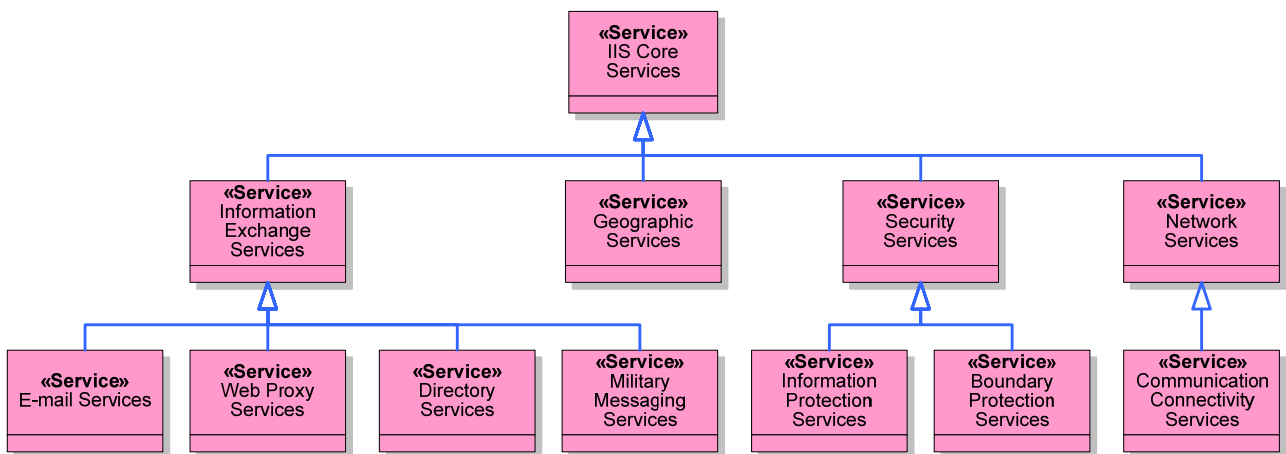 «Service»
IIS Core
Services
«Service»
Information
Exchange
Services
«Service»
Geographic
Services
«Service»
Security
Services
«Service»
Network
Services
«Service»
E-mail Services
«Service»
Web Proxy
Services
«Service»
Directory
Services
«Service»
Military
Messaging
Services
«Service»
Information
Protection
Services
«Service»
Boundary
Protection
Services
«Service»
Communication
Connectivity
Services